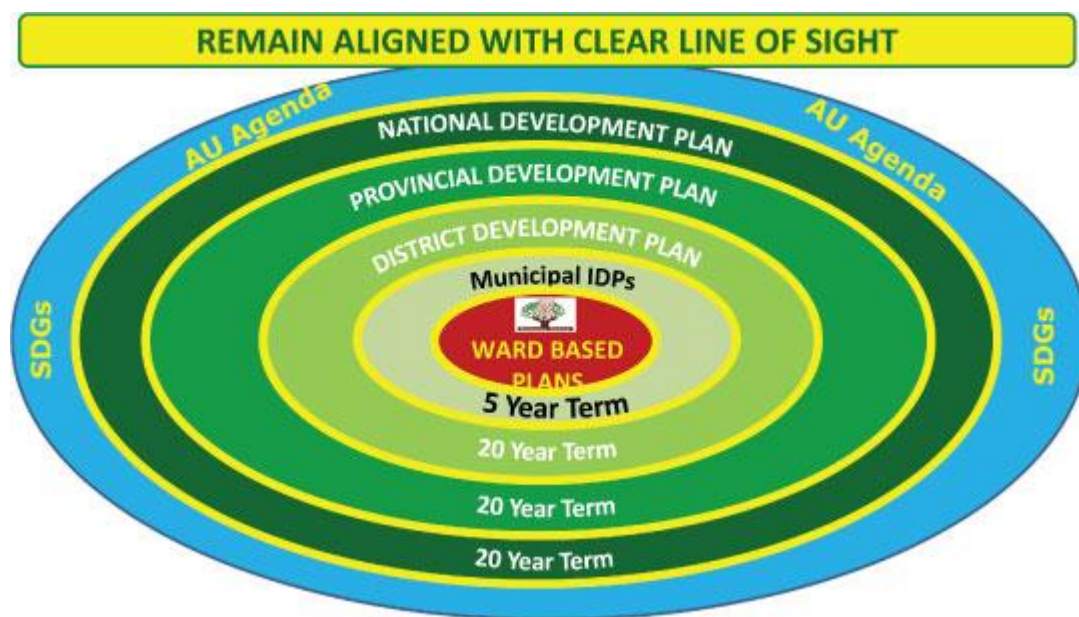 REMAIN ALIGNED WITH CLEAR LINE OF SIGHT
AU Agenda
AU Agenda
NATIONAL DEVELOPMENT PLAN
PROVINCIAL DEVELOPMENT PLAN
DISTRICT DEVELOPMENT PLAN
Municipal IDPs
SDGs
SDGs
WARD BASED
PLANS
5 Year Term
20 Year Term
20 Year Term
20 Year Term